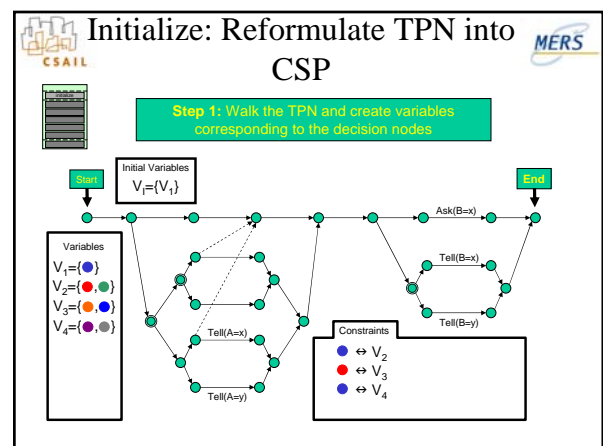 Initialize: Reformulate TPN into
CSP
CSAIL
MERS
Initialize
Step 1: Walk the TPN and create variables
corresponding to the decision nodes
Start
Initial Variables
V_I={V_1}
End
Ask(B=x)
Variables
V_1={●}
V_2={●,●}
V_3={●,●}
V_4={●,●}
Tell(B=x)
Tell(A=x)
Tell(B=y)
Tell(A=y)
Constraints
● ↔ V_2
● ↔ V_3
● ↔ V_4